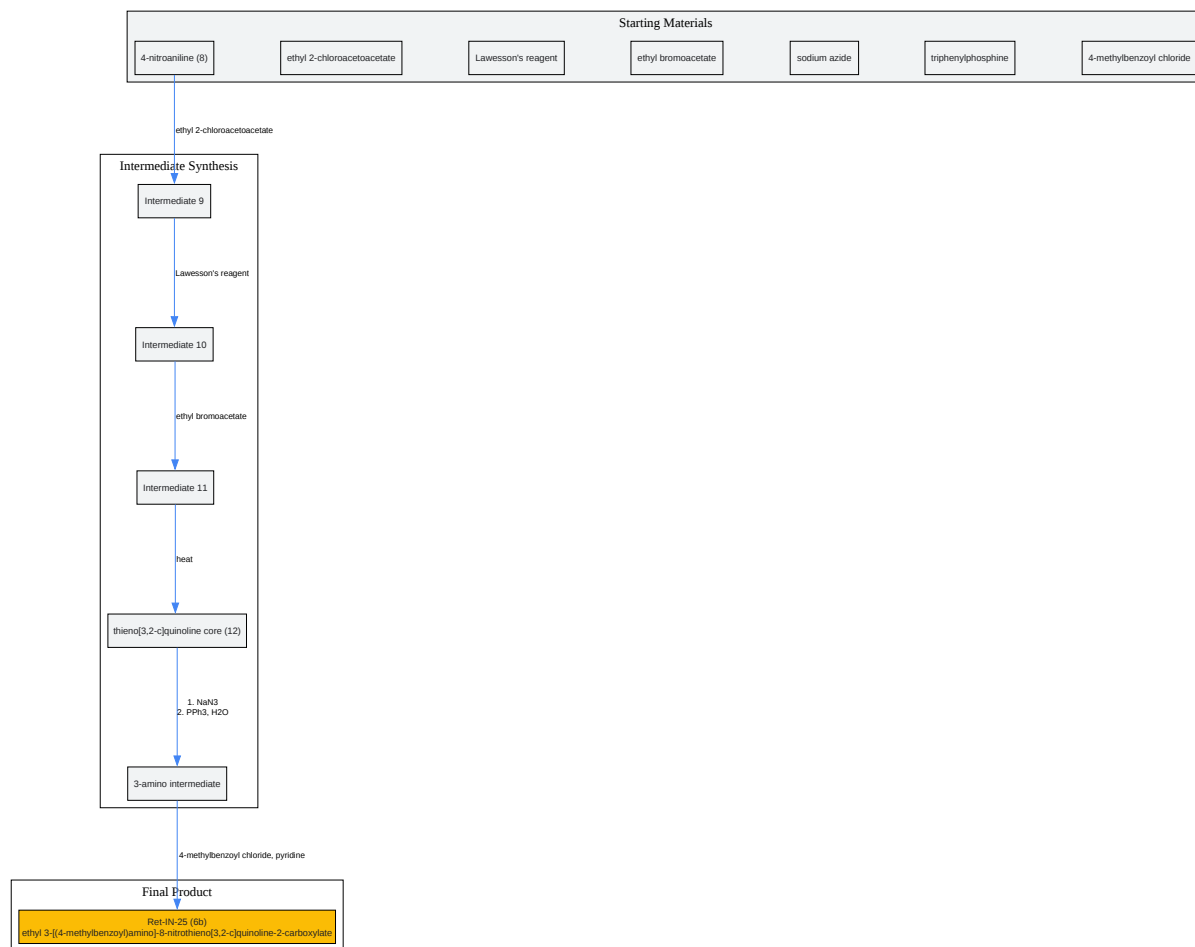 Starting Materials
4-nitroaniline (8)
ethyl 2-chloroacetoacetate
Lawesson's reagent
ethyl bromoacetate
sodium azide
triphenylphosphine
4-methylbenzoyl chloride
ethyl 2-chloroacetoacetate
Intermediate Synthesis
Intermediate 9
Lawesson's reagent
Intermediate 10
ethyl bromoacetate
Intermediate 11
heat
thieno[3,2-c]quinoline core (12)
1. NaN3
2. PPh3, H2O
3-amino intermediate
4-methylbenzoyl chloride, pyridine
Final Product
Ret-IN-25 (6b)
ethyl 3-[(4-methylbenzoyl)amino]-8-nitrothieno[3,2-c]quinoline-2-carboxylate